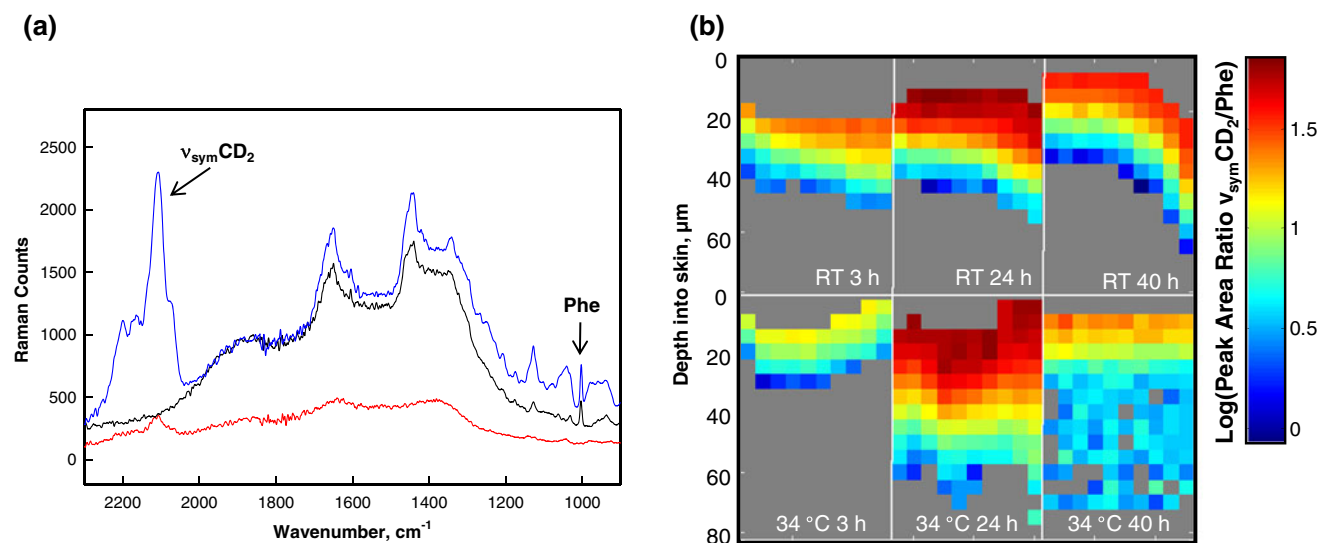 (a)
2500
2000
1500
1000
500
0
Raman Counts
νsymCD2
Phe
2200 2000 1800 1600 1400 1200 1000
Wavenumber, cm-1
(b)
0
20
40
60
0
20
40
60
80
Depth into skin, µm
RT 3 h
RT 24 h
RT 40 h
34 °C 3 h
34 °C 24 h
34 °C 40 h
Log(Peak Area Ratio νsymCD2/Phe)
1.5
1
0.5
0